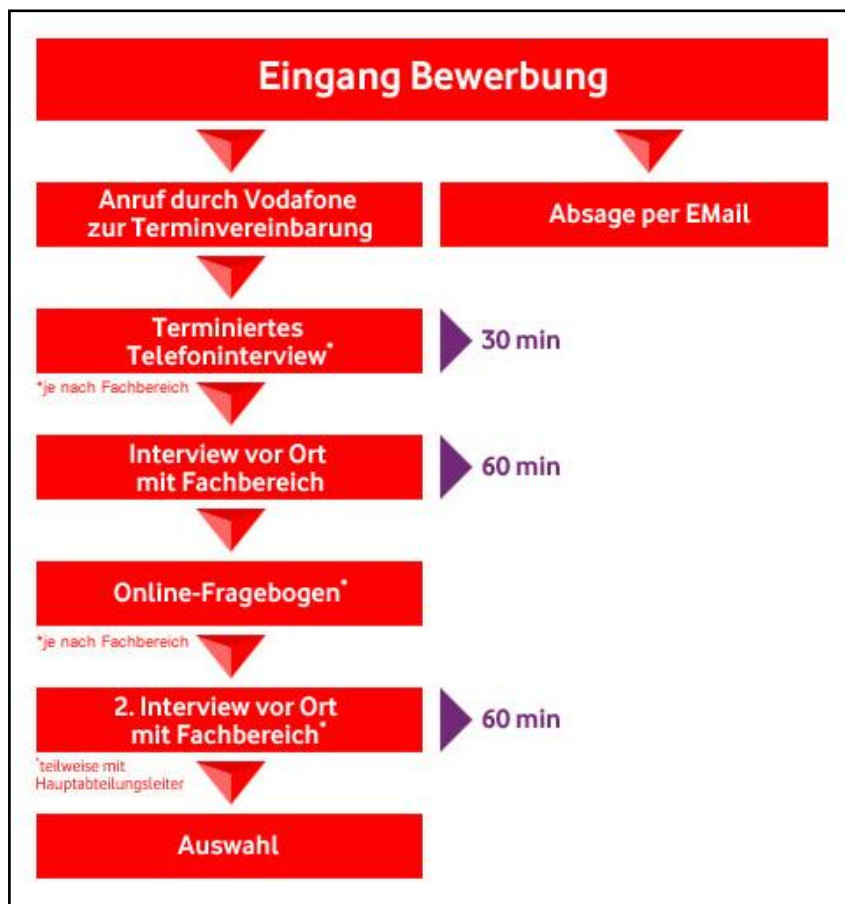 Eingang Bewerbung
Anruf durch Vodafone
zur Terminvereinbarung
Absage per EMail
Terminiertes
Telefoninterview*
30 min
*je nach Fachbereich
Interview vor Ort
mit Fachbereich
60 min
Online-Fragebogen*
*je nach Fachbereich
2. Interview vor Ort
mit Fachbereich*
60 min
*teilweise mit
Hauptabteilungsleiter
Auswahl